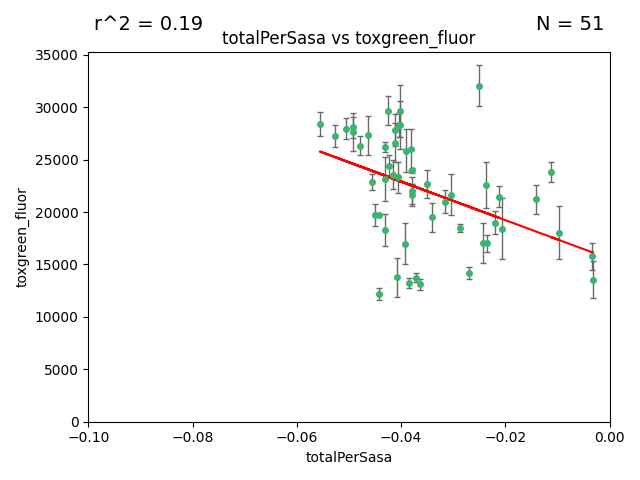 r^2 = 0.19
N = 51
totalPerSasa vs toxgreen_fluor
35000
30000
25000
20000
15000
10000
5000
0
toxgreen_fluor
−0.10
−0.08
−0.06
−0.04
−0.02
0.00
totalPerSasa